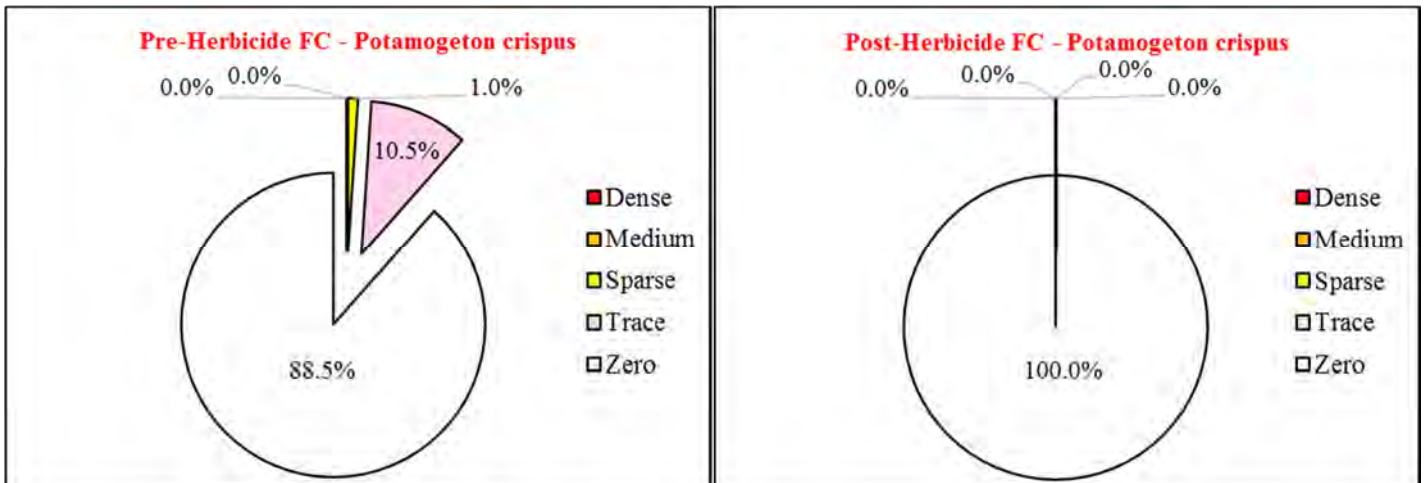 Pre-Herbicide FC - Potamogeton crispus
0.0%
0.0%
1.0%
10.5%
88.5%
Dense
Medium
Sparse
Trace
Zero
Post-Herbicide FC - Potamogeton crispus
0.0%
0.0%
0.0%
0.0%
100.0%
Dense
Medium
Sparse
Trace
Zero